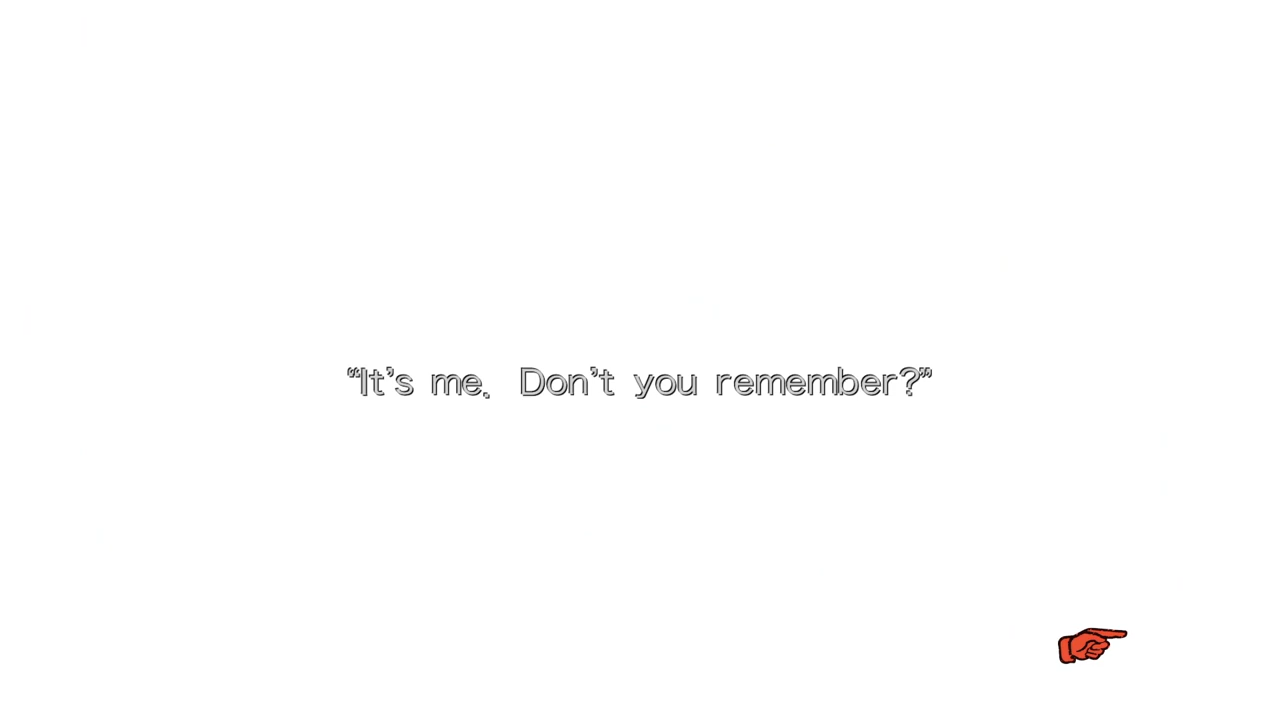 “It’s me. Don’t you remember?”